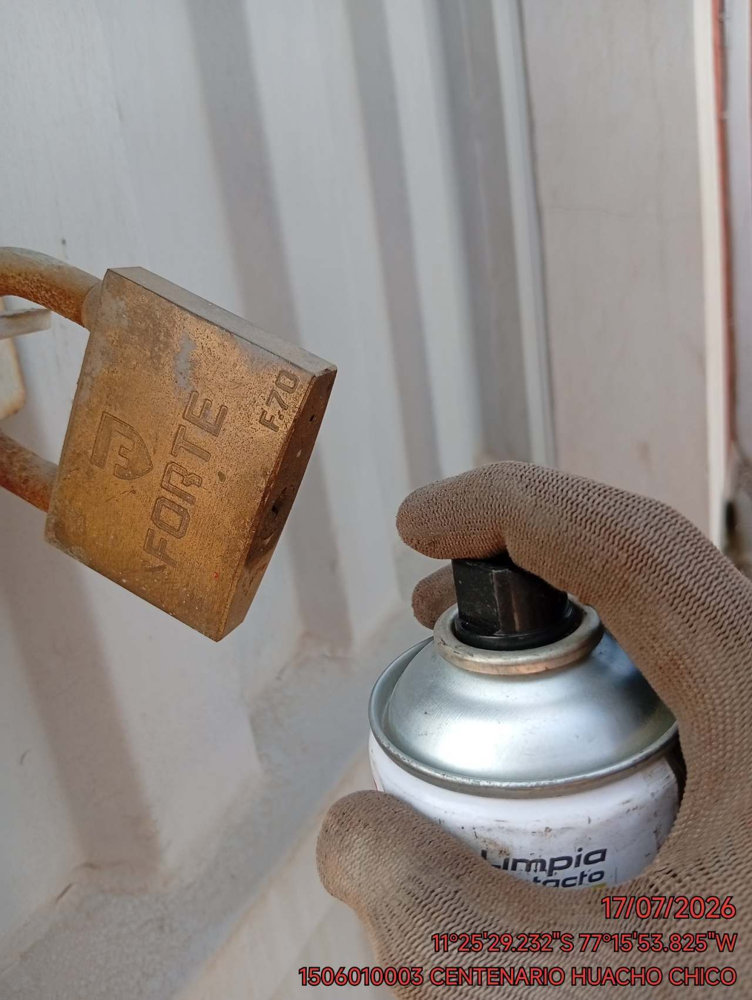 FORTE
F.70
Limpia
17/07/2026
11°25'29.232"S 77°15'53.825"W
1506010003 CENTENARIO HUACHO CHICO